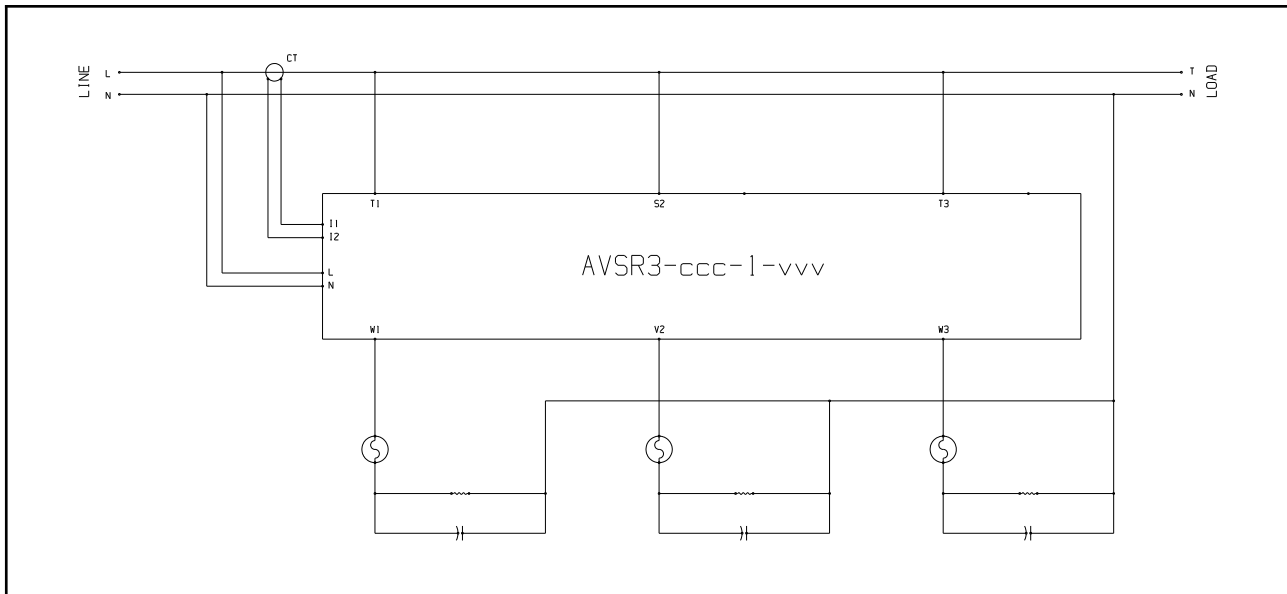 CT
LINE
L
N
T
N
LOAD
T1
S2
T3
I1
I2
L
N
AVSR3-ccc-1-vvv
W1
V2
W3